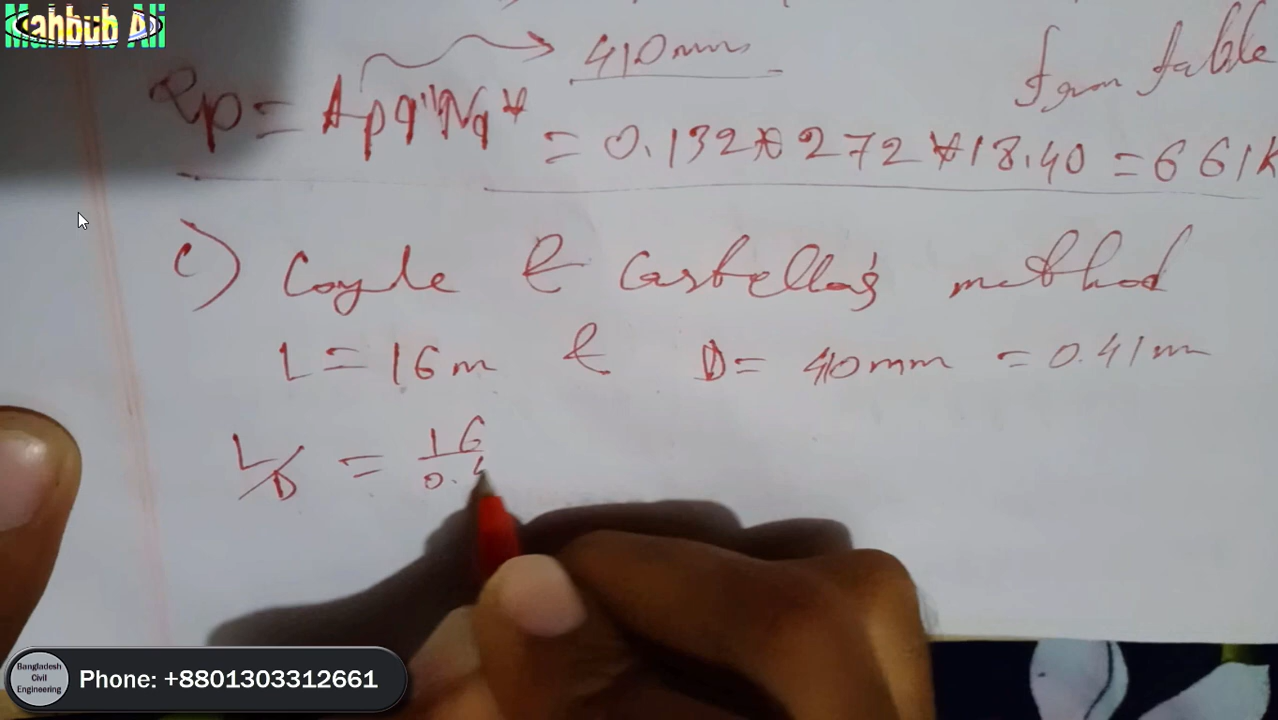 Mahbub Ali
410mm
from table
Qp = Apq'Nq*
= 0.132 * 272 * 18.40 = 661K
C) Coyle & Castello's method
L = 16m & D = 410mm = 0.41m
L/D = 16/0.4
Bangladesh
Civil
Engineering
Phone: +8801303312661